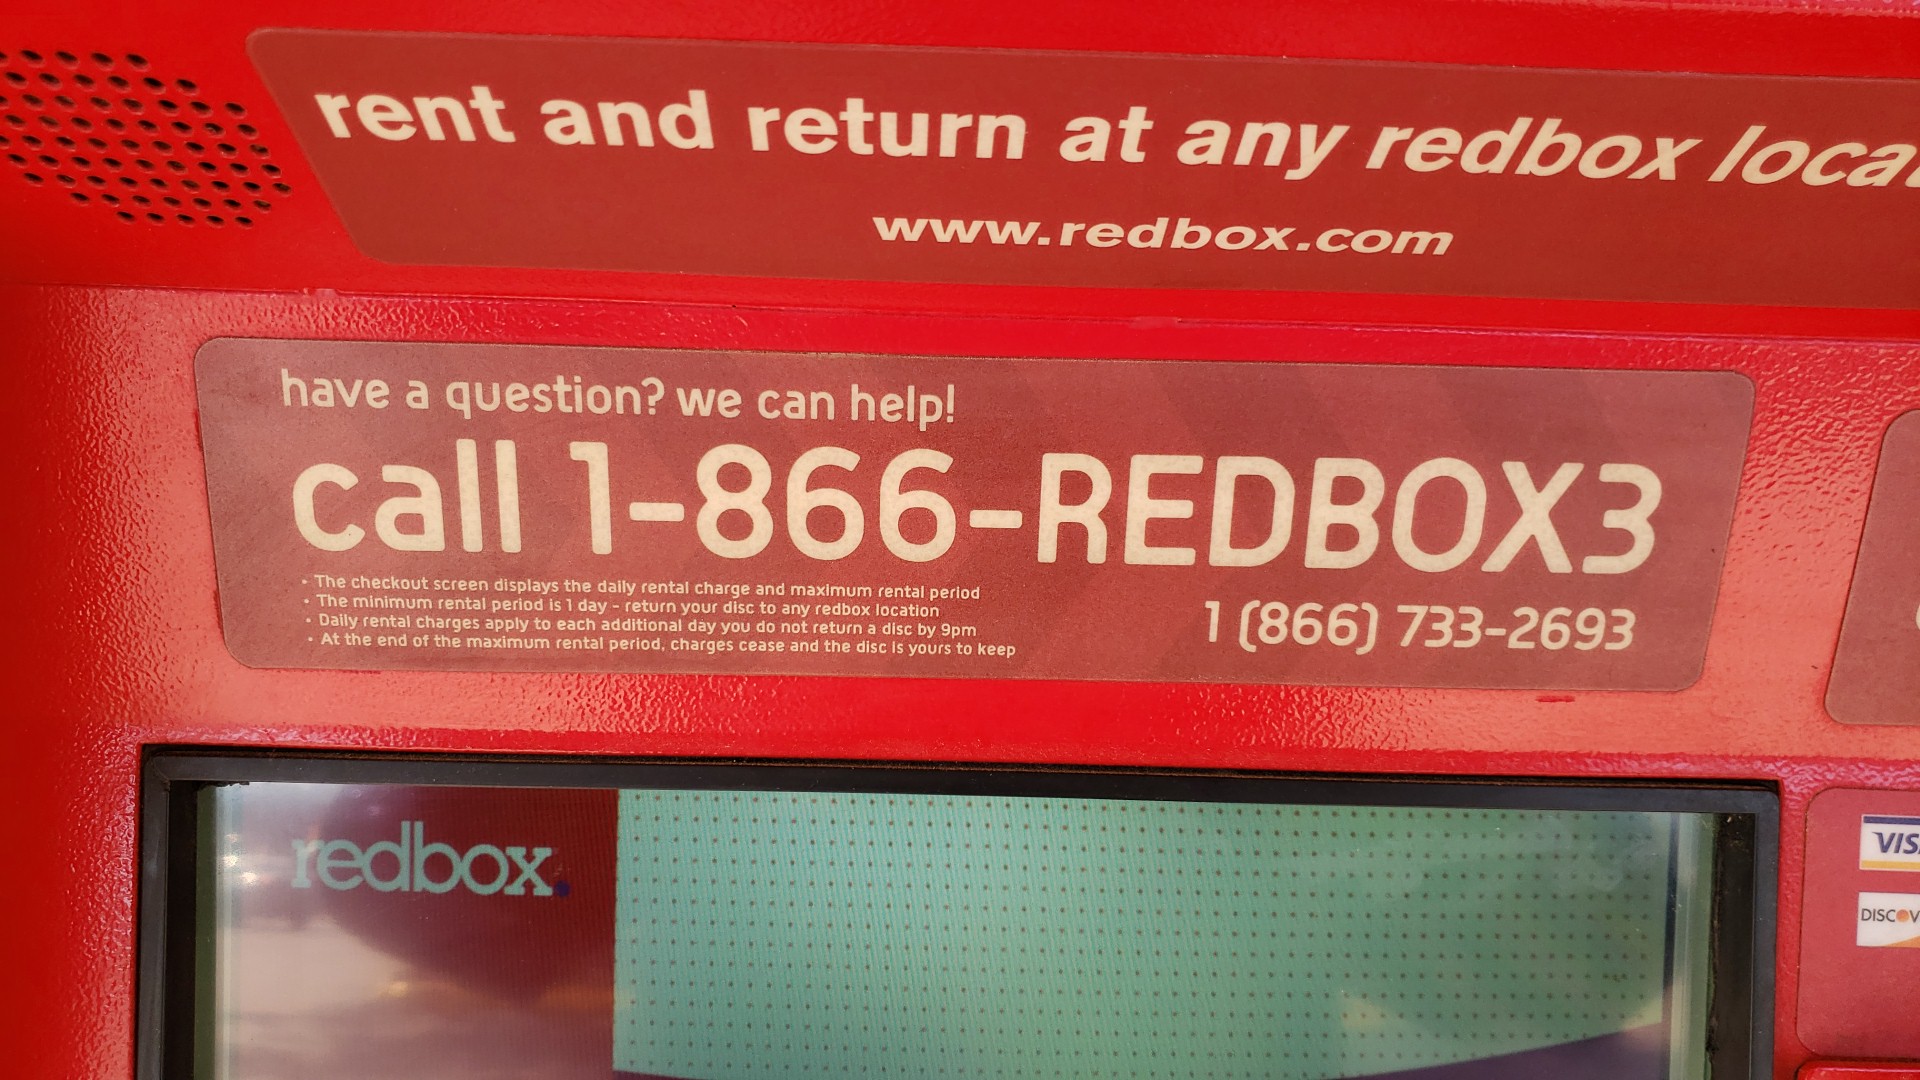 rent and return at any redbox
www.redbox.com
have a question? we can help!
call 1-866-REDBOX3
• The checkout screen displays the daily rental charge and maximum rental period
• The minimum rental period is 1 day - return your disc to any redbox location
• Daily rental charges apply to each additional day you do not return a disc by 9pm
• At the end of the maximum rental period, charges cease and the disc is yours to keep
1 (866) 733-2693
redbox.